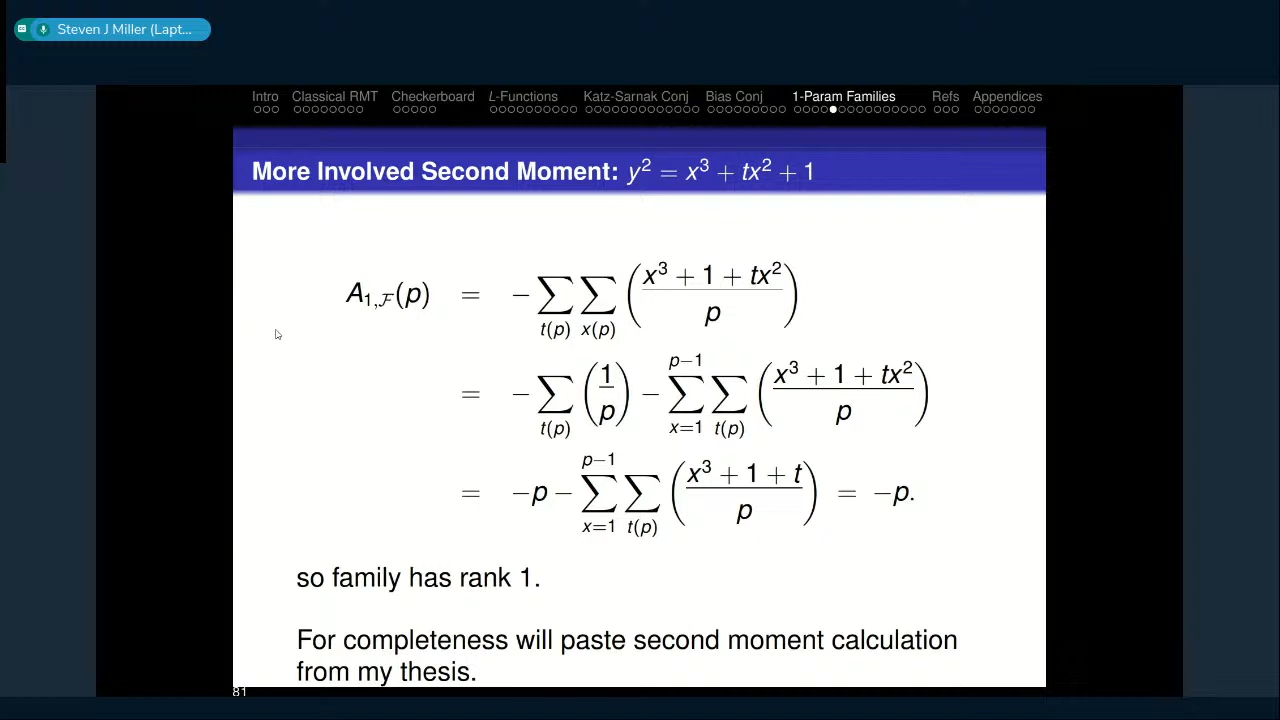 Steven J Miller (Lapt...
Intro Classical RMT Checkerboard L-Functions Katz-Sarnak Conj Bias Conj 1-Param Families Refs Appendices
More Involved Second Moment: y² = x³ + tx² + 1
A₁,𝓕(p) = − ∑_{t(p)} ∑_{x(p)} ( (x³ + 1 + tx²) / p )
= − ∑_{t(p)} ( 1 / p ) − ∑_{x=1}^{p−1} ∑_{t(p)} ( (x³ + 1 + tx²) / p )
= −p − ∑_{x=1}^{p−1} ∑_{t(p)} ( (x³ + 1 + t) / p ) = −p.
so family has rank 1.
For completeness will paste second moment calculation
from my thesis.
81